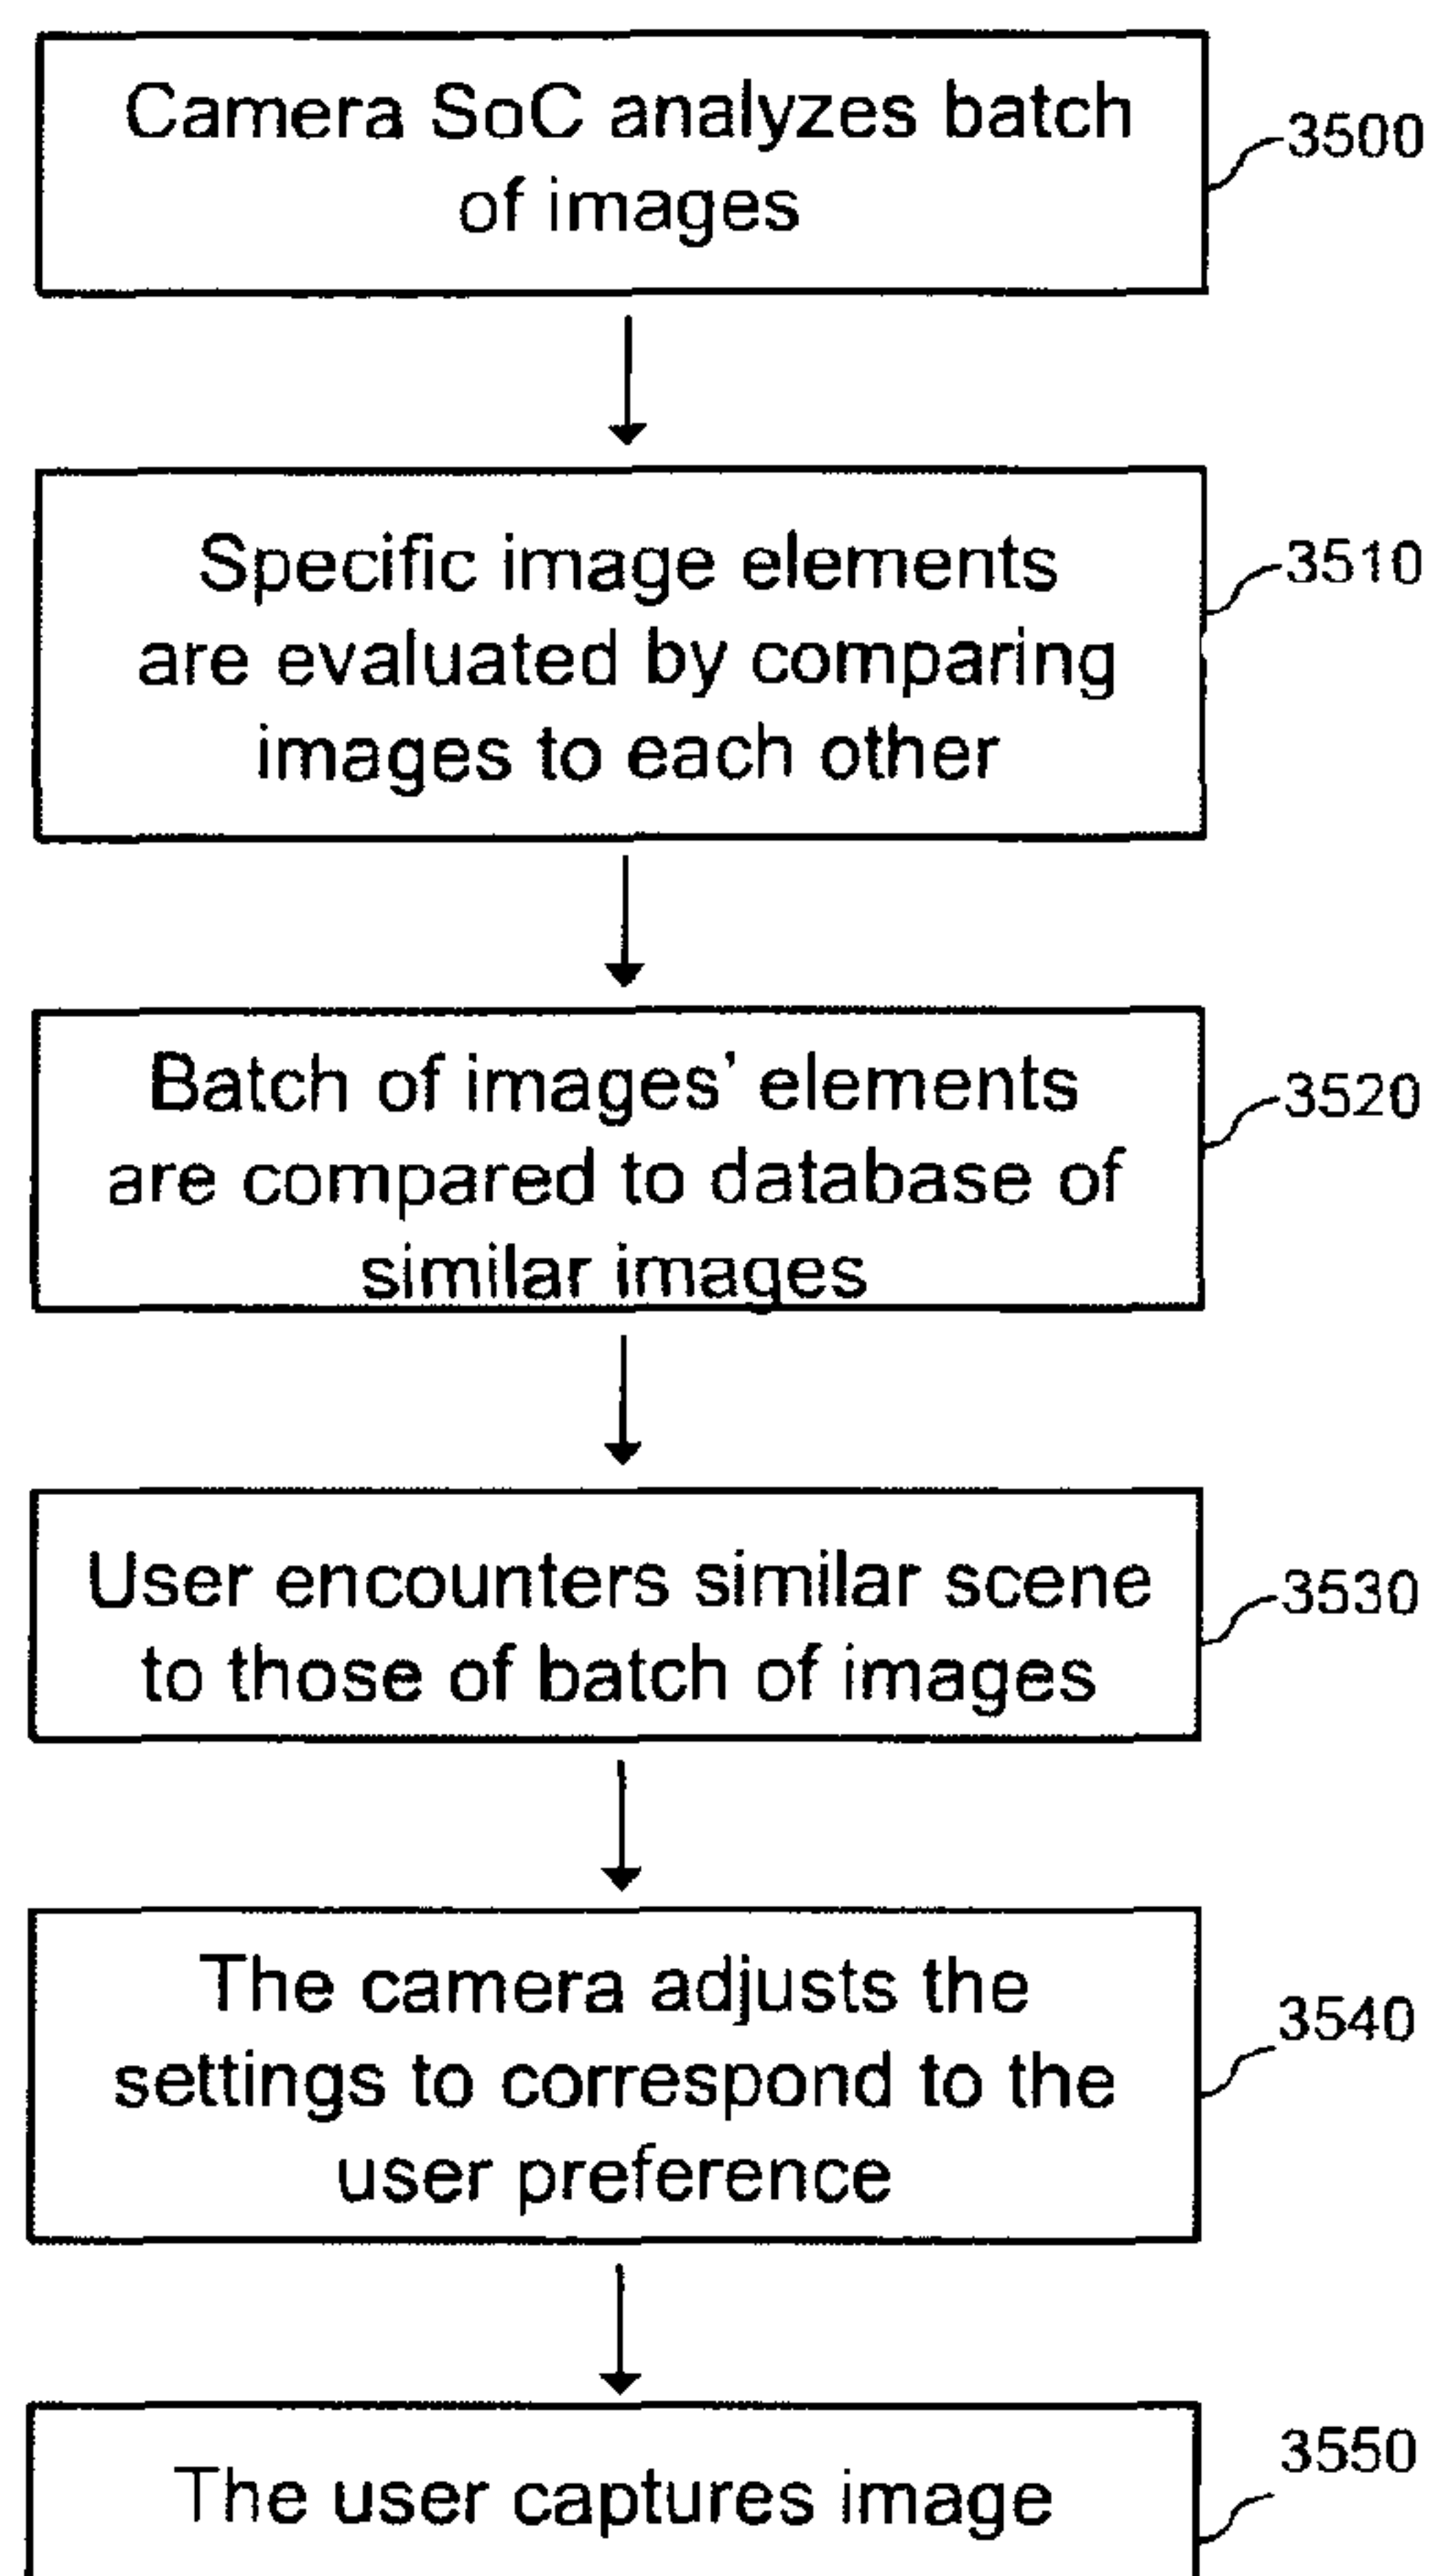 Camera SoC analyzes batch
of images
3500
Specific image elements
are evaluated by comparing
images to each other
3510
Batch of images’ elements
are compared to database of
similar images
3520
User encounters similar scene
to those of batch of images
3530
The camera adjusts the
settings to correspond to the
user preference
3540
The user captures image
3550